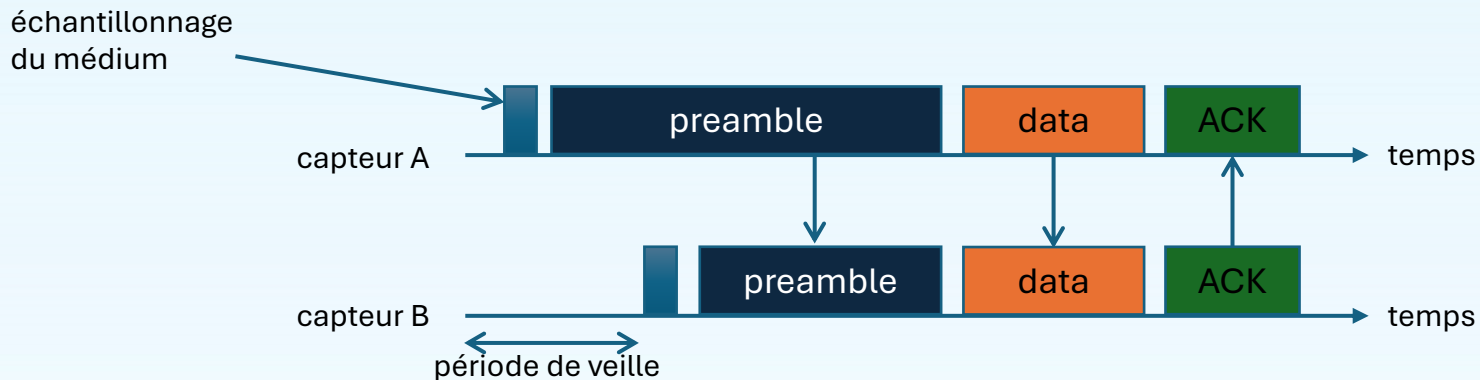 échantillonnage
du médium
preamble
data
ACK
capteur A
temps
preamble
data
ACK
capteur B
temps
période de veille